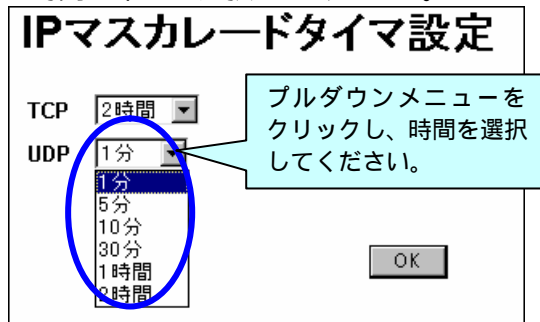 IPマスカレードタイマ設定
TCP 2時間
プルダウンメニューを
クリックし、時間を選択
してください。
UDP 1分
1分
5分
10分
30分
1時間
2時間
OK